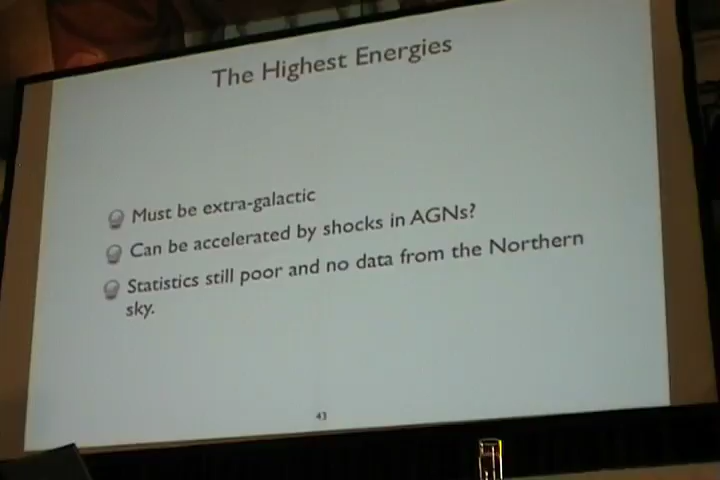 The Highest Energies
Must be extra-galactic
Can be accelerated by shocks in AGNs?
Statistics still poor and no data from the Northern
sky.
43